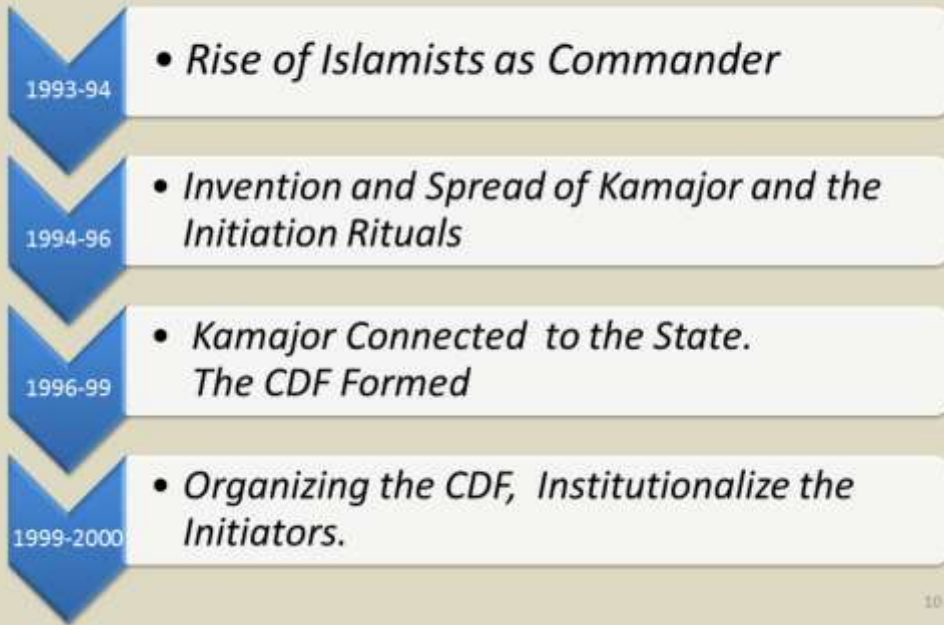 1993-94
• Rise of Islamists as Commander
1994-96
• Invention and Spread of Kamajor and the
Initiation Rituals
1996-99
• Kamajor Connected to the State.
The CDF Formed
1999-2000
• Organizing the CDF, Institutionalize the
Initiators.
10